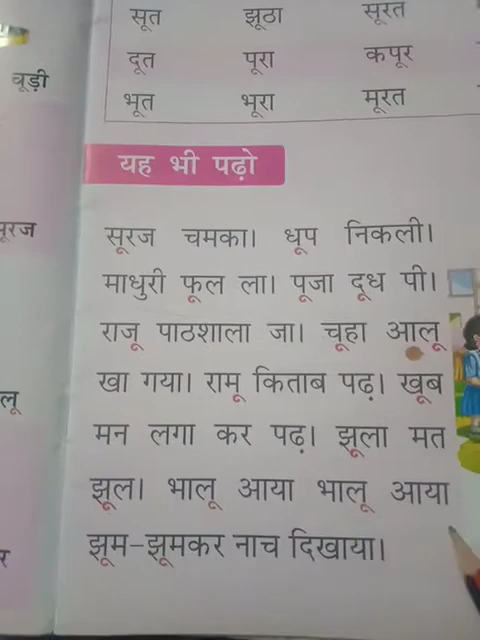 सूत झूठा सूरत
दूत पूरा कपूर
भूत भूरा मूरत
चूड़ी
यह भी पढ़ो
सूरज चमका। धूप निकली।
माधुरी फूल ला। पूजा दूध पी।
राजू पाठशाला जा। चूहा आलू
खा गया। रामू किताब पढ़। खूब
मन लगा कर पढ़। झूला मत
झूल। भालू आया भालू आया
झूम-झूमकर नाच दिखाया।